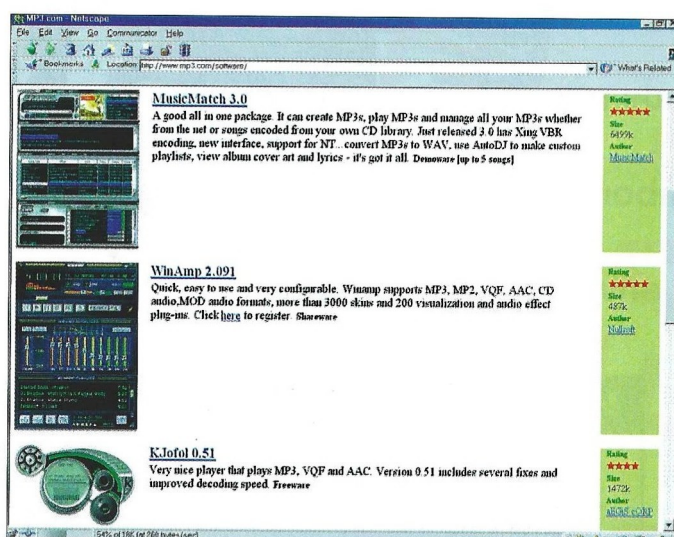 MP3.com - Netscape
File Edit View Go Communicator Help
Bookmarks Location: http://www.mp3.com/software/ What's Related
MusicMatch 3.0
A good all in one package. It can create MP3s, play MP3s and manage all your MP3s whether
from the net or songs encoded from your own CD library. Just released 3.0 has Xing VBR
encoding, new interface, support for NT...convert MP3s to WAV, use AutoDJ to make custom
playlists, view album cover art and lyrics - it's got it all. Demoware [up to 5 songs]
Rating
Size
6499k
Author
MusicMatch
WinAmp 2.091
Quick, easy to use and very configurable. Winamp supports MP3, MP2, VQF, AAC, CD
audio,MOD audio formats, more than 3000 skins and 200 visualization and audio effect
plug-ins. Click here to register. Shareware
Rating
Size
487k
Author
Nullsoft
KJofol 0.51
Very nice player that plays MP3, VQF and AAC. Version 0.51 includes several fixes and
improved decoding speed. Freeware
Rating
Size
1472k
Author
54% of 18K (at 260 bytes/sec)